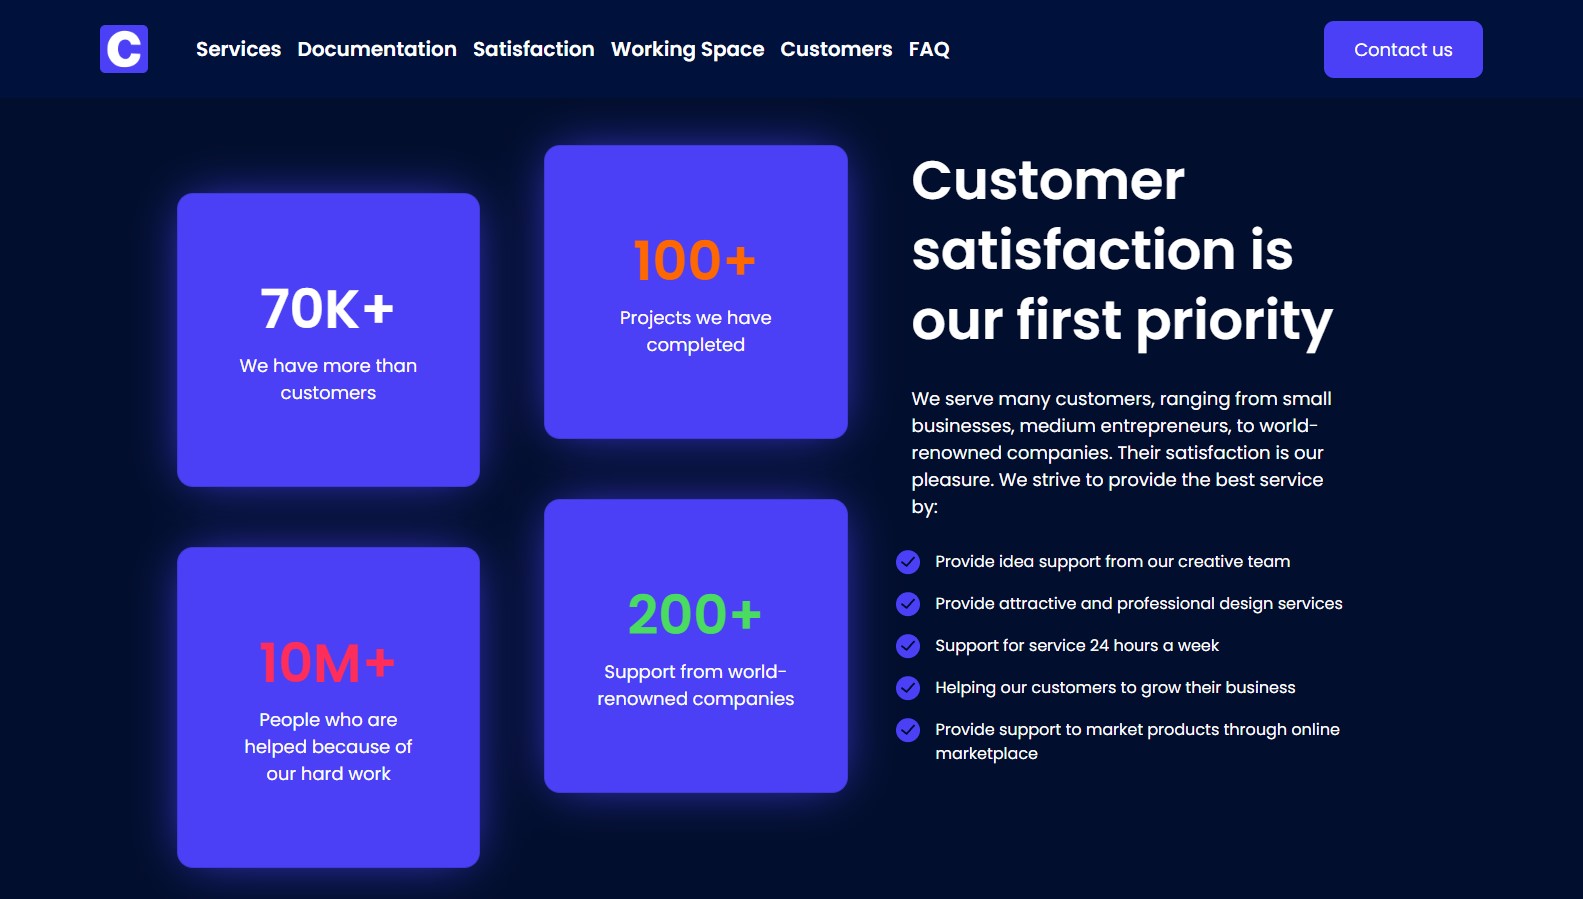 C
Services Documentation Satisfaction Working Space Customers FAQ
Contact us
70K+
We have more than
customers
100+
Projects we have
completed
10M+
People who are
helped because of
our hard work
200+
Support from world-
renowned companies
Customer
satisfaction is
our first priority
We serve many customers, ranging from small
businesses, medium entrepreneurs, to world-
renowned companies. Their satisfaction is our
pleasure. We strive to provide the best service
by:
Provide idea support from our creative team
Provide attractive and professional design services
Support for service 24 hours a week
Helping our customers to grow their business
Provide support to market products through online
marketplace